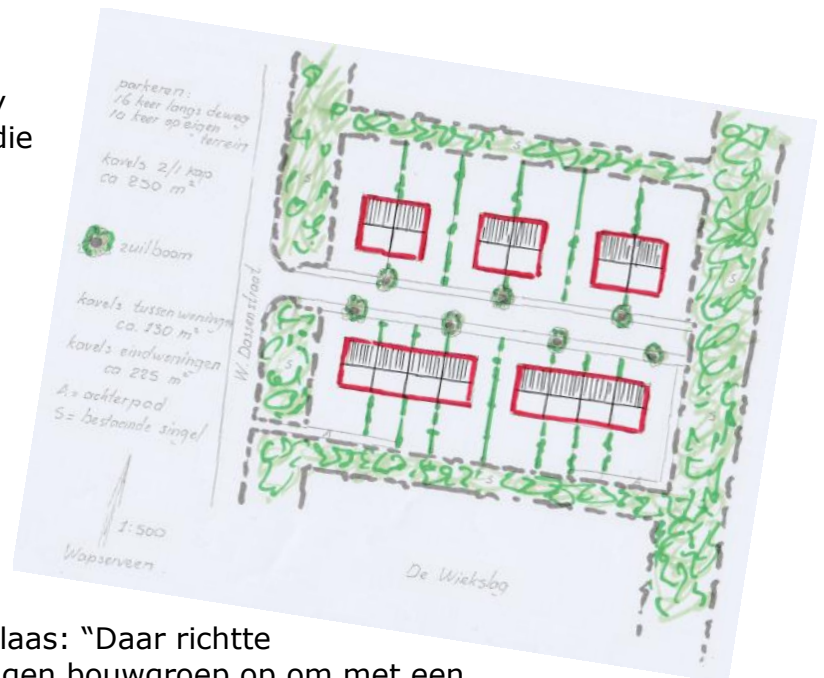 die
parkeren:
16 keer langs de weg
10 keer op eigen
" terrein
kavels 2/1 kap
ca 250 m²
zuilboom
kavels tussenwoningen
ca. 130 m²
kavels eindwoningen
ca 225 m²
A = achterpad
S = bestaande singel
1:500
Wapserveen
W. Dassenstraat
S
S
S
S
S
A
A
De Wiekslag
laas: “Daar richtte
gen bouwgroep op om met een